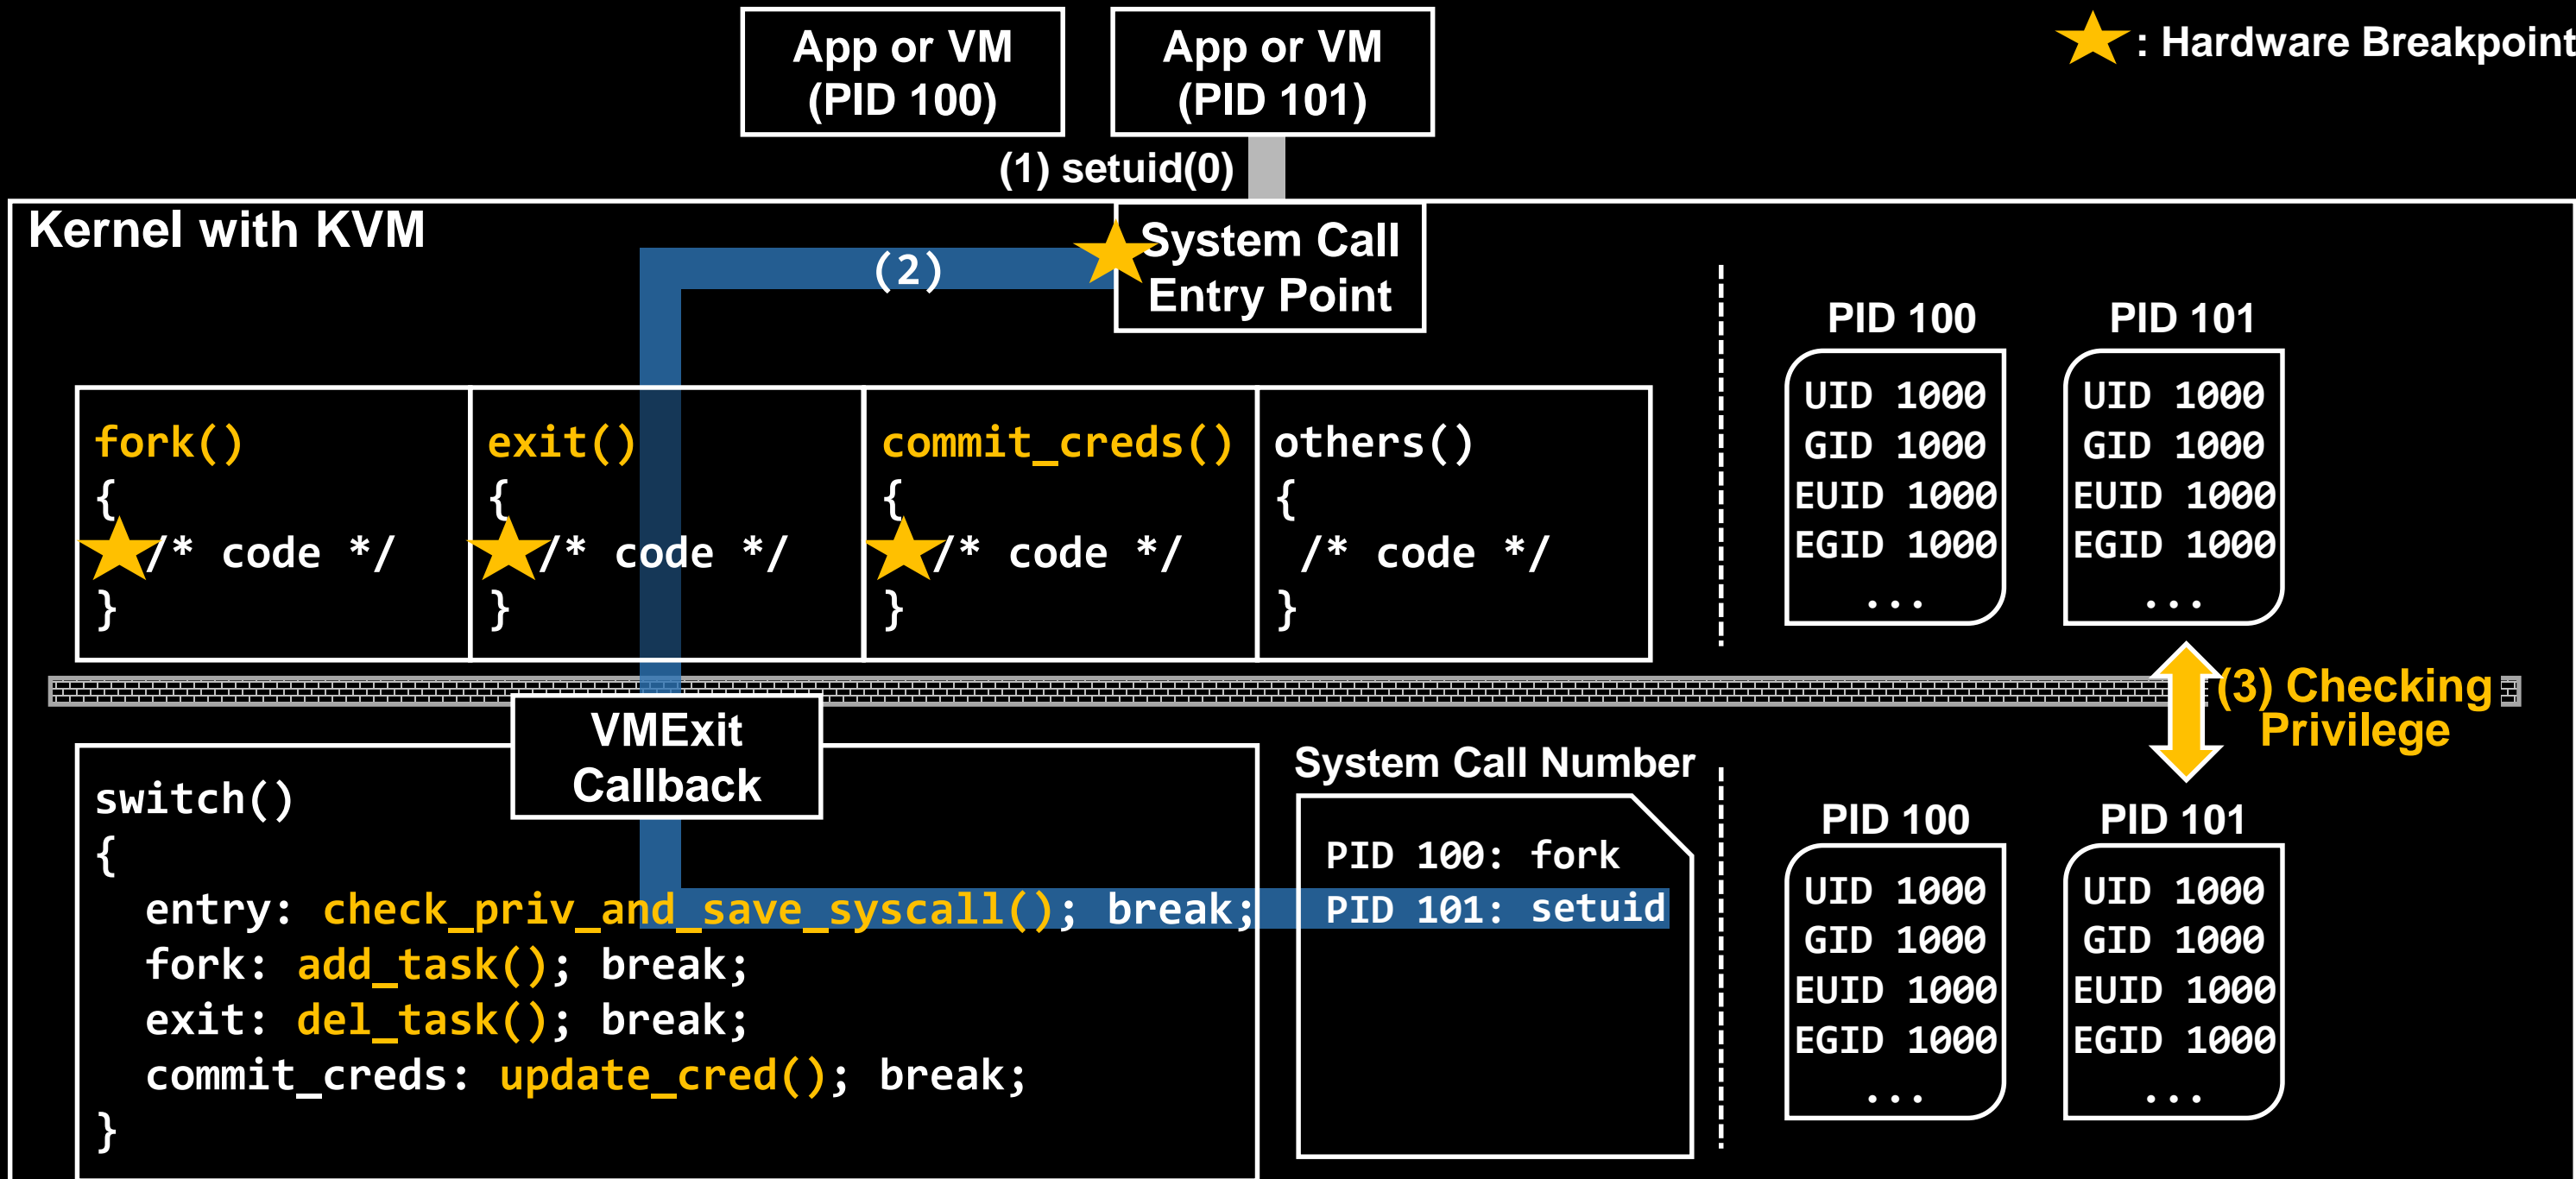 App or VM
(PID 100)
App or VM
(PID 101)
: Hardware Breakpoint
(1) setuid(0)
Kernel with KVM
System Call
Entry Point
(2)
fork()
{
/* code */
}
exit()
{
/* code */
}
commit_creds()
{
/* code */
}
others()
{
/* code */
}
PID 100
UID 1000
GID 1000
EUID 1000
EGID 1000
...
PID 101
UID 1000
GID 1000
EUID 1000
EGID 1000
...
(3) Checking
Privilege
VMExit
Callback
switch()
{
entry: check_priv_and_save_syscall(); break;
fork: add_task(); break;
exit: del_task(); break;
commit_creds: update_cred(); break;
}
System Call Number
PID 100: fork
PID 101: setuid
PID 100
UID 1000
GID 1000
EUID 1000
EGID 1000
...
PID 101
UID 1000
GID 1000
EUID 1000
EGID 1000
...